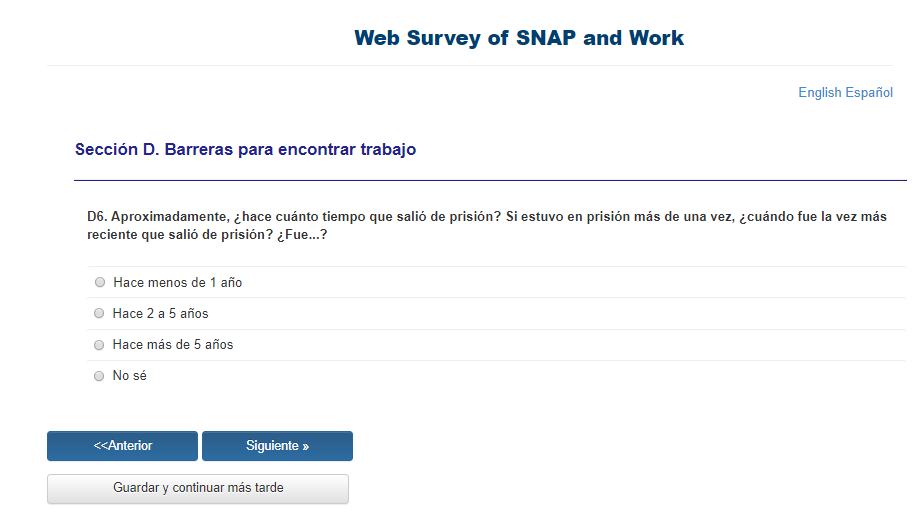 Web Survey of SNAP and Work
English Español
Sección D. Barreras para encontrar trabajo
D6. Aproximadamente, ¿hace cuánto tiempo que salió de prisión? Si estuvo en prisión más de una vez, ¿cuándo fue la vez más
reciente que salió de prisión? ¿Fue...?
Hace menos de 1 año
Hace 2 a 5 años
Hace más de 5 años
No sé
<<Anterior
Siguiente »
Guardar y continuar más tarde